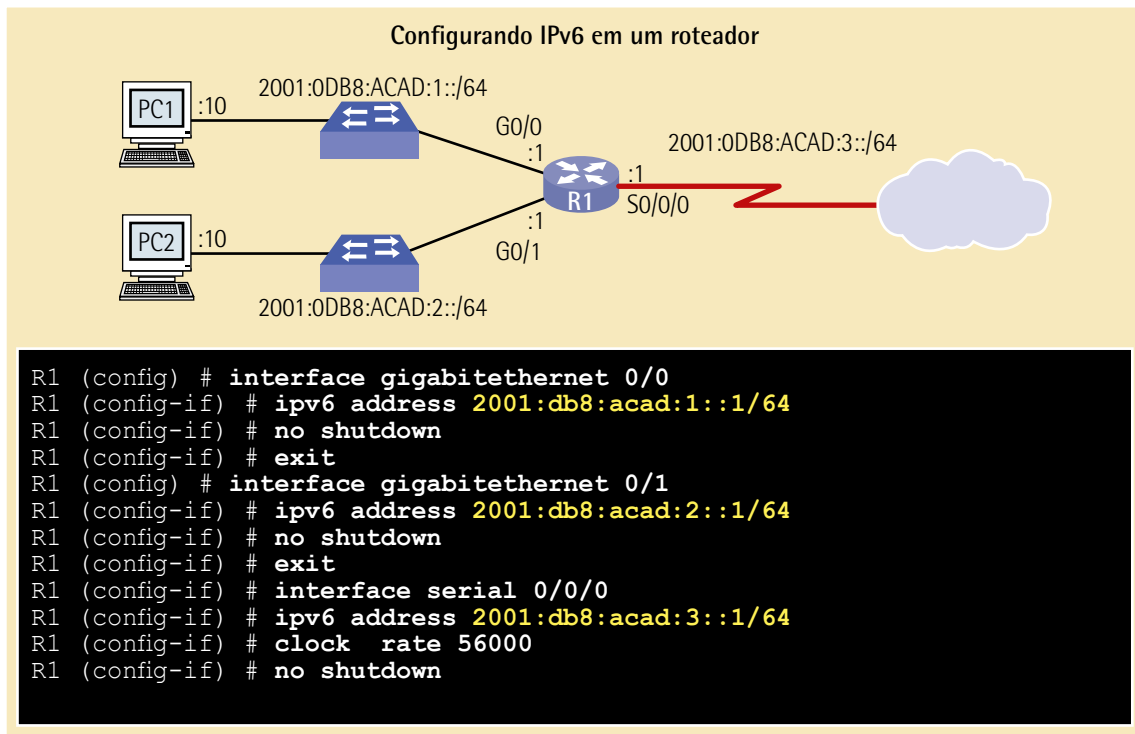 Configurando IPv6 em um roteador
2001:0DB8:ACAD:1::/64
PC1
:10
G0/0
:1
2001:0DB8:ACAD:3::/64
:1
R1
S0/0/0
:1
G0/1
PC2
:10
2001:0DB8:ACAD:2::/64
R1 (config) # interface gigabitethernet 0/0
R1 (config-if) # ipv6 address 2001:db8:acad:1::1/64
R1 (config-if) # no shutdown
R1 (config-if) # exit
R1 (config) # interface gigabitethernet 0/1
R1 (config-if) # ipv6 address 2001:db8:acad:2::1/64
R1 (config-if) # no shutdown
R1 (config-if) # exit
R1 (config-if) # interface serial 0/0/0
R1 (config-if) # ipv6 address 2001:db8:acad:3::1/64
R1 (config-if) # clock  rate 56000
R1 (config-if) # no shutdown